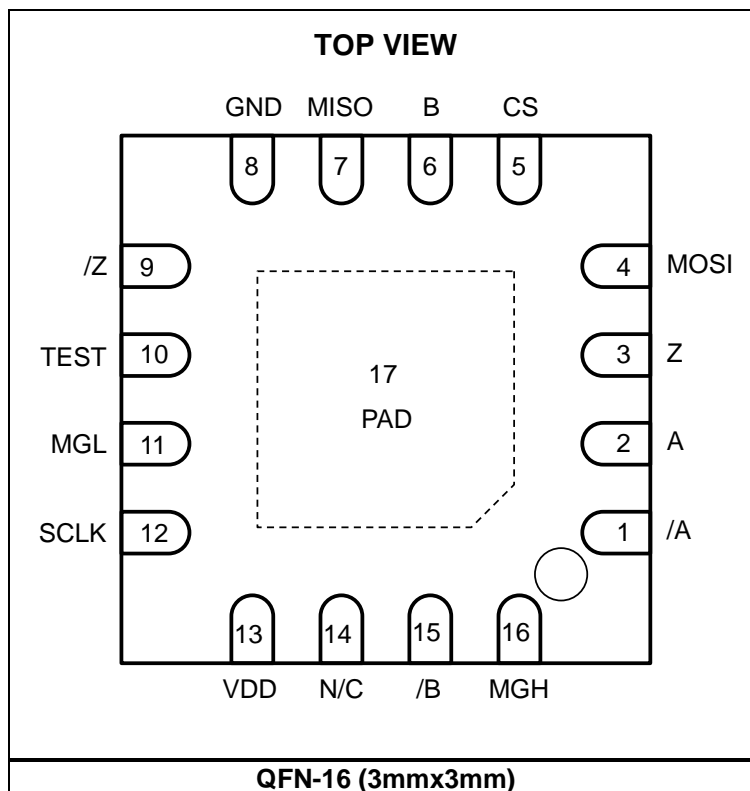 TOP VIEW
GND MISO B CS
8 7 6 5
/Z 9 4 MOSI
TEST 10 3 Z
17
PAD
MGL 11 2 A
SCLK 12 1 /A
13 14 15 16
VDD N/C /B MGH
QFN-16 (3mmx3mm)